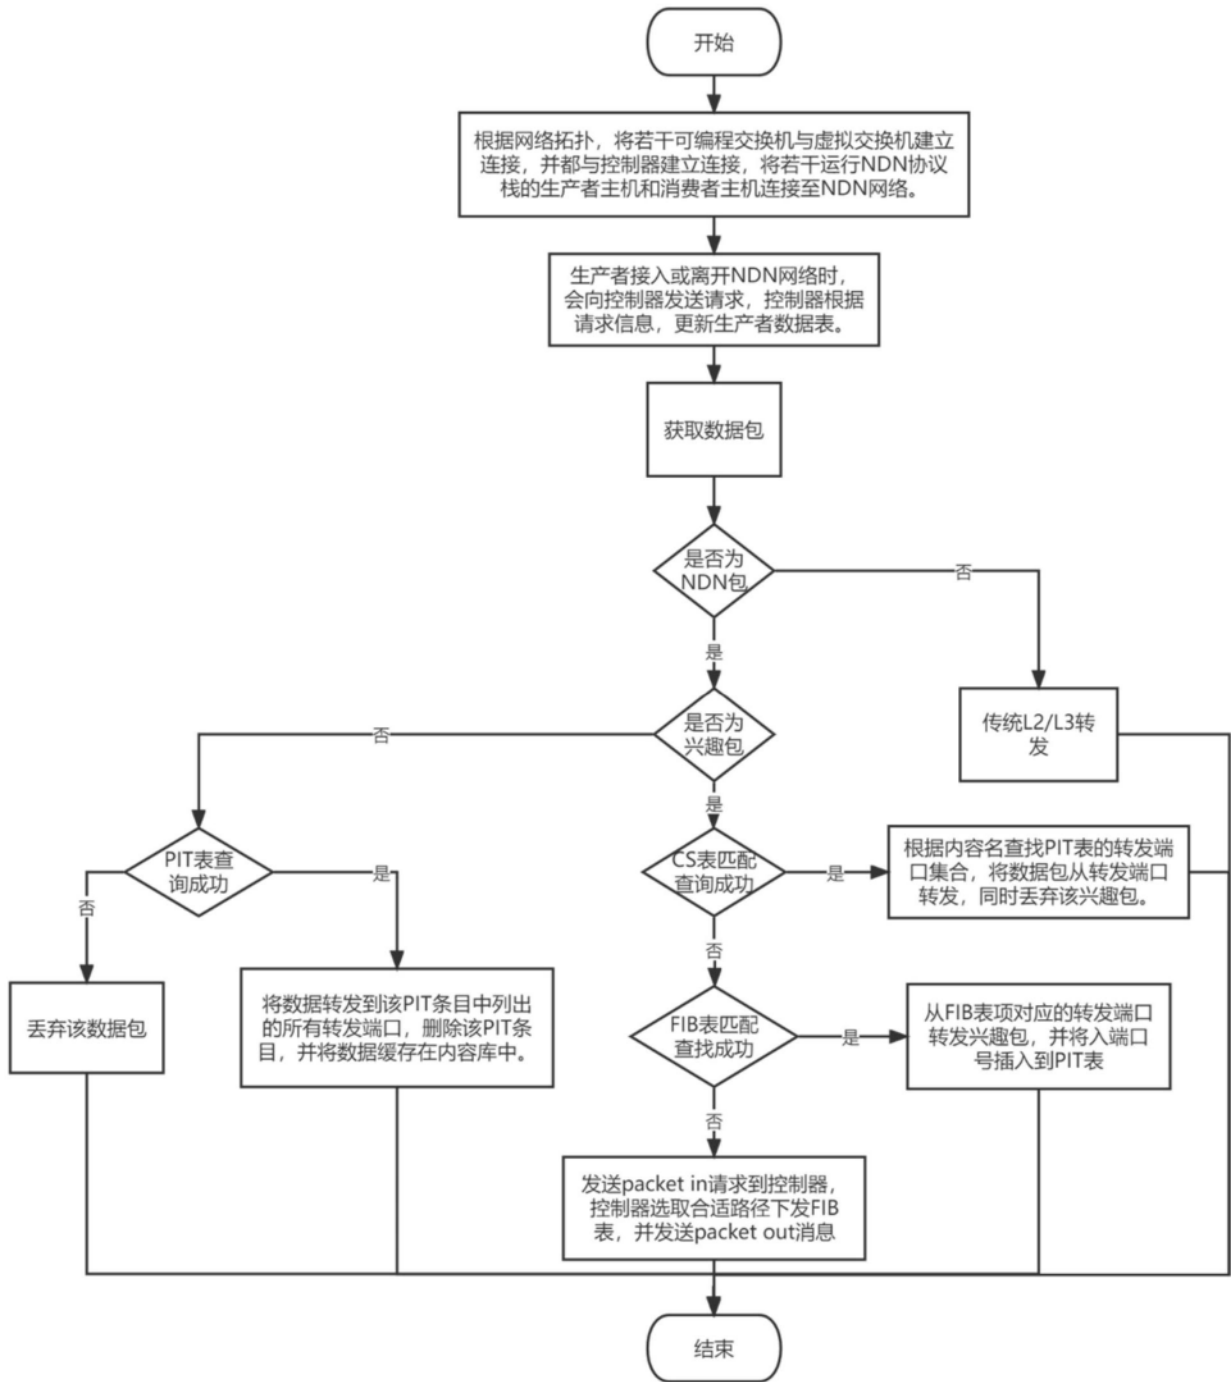 开始
根据网络拓扑，将若干可编程交换机与虚拟交换机建立
连接，并都与控制器建立连接，将若干运行NDN协议
栈的生产者主机和消费者主机连接至NDN网络。
生产者接入或离开NDN网络时，
会向控制器发送请求，控制器根据
请求信息，更新生产者数据表。
获取数据包
是否为
NDN包
否
是
是否为
兴趣包
否
传统L2/L3转
发
是
PIT表查
询成功
是
否
CS表匹配
查询成功
是
根据内容名查找PIT表的转发端
口集合，将数据包从转发端口
转发，同时丢弃该兴趣包。
否
丢弃该数据包
将数据转发到该PIT条目中列出
的所有转发端口，删除该PIT条
目，并将数据缓存在内容库中。
FIB表匹配
查找成功
是
从FIB表项对应的转发端口
转发兴趣包，并将入端口
号插入到PIT表
否
发送packet in请求到控制器，
控制器选取合适路径下发FIB
表，并发送packet out消息
结束